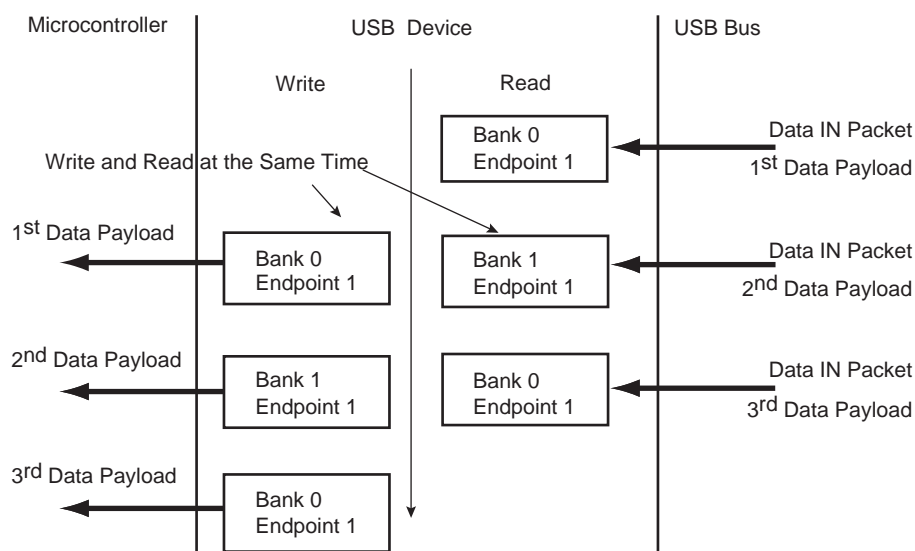 Microcontroller
USB Device
USB Bus
Write
Read
Bank 0
Endpoint 1
Data IN Packet
1st Data Payload
Write and Read at the Same Time
1st Data Payload
Bank 0
Endpoint 1
Bank 1
Endpoint 1
Data IN Packet
2nd Data Payload
2nd Data Payload
Bank 1
Endpoint 1
Bank 0
Endpoint 1
Data IN Packet
3rd Data Payload
3rd Data Payload
Bank 0
Endpoint 1